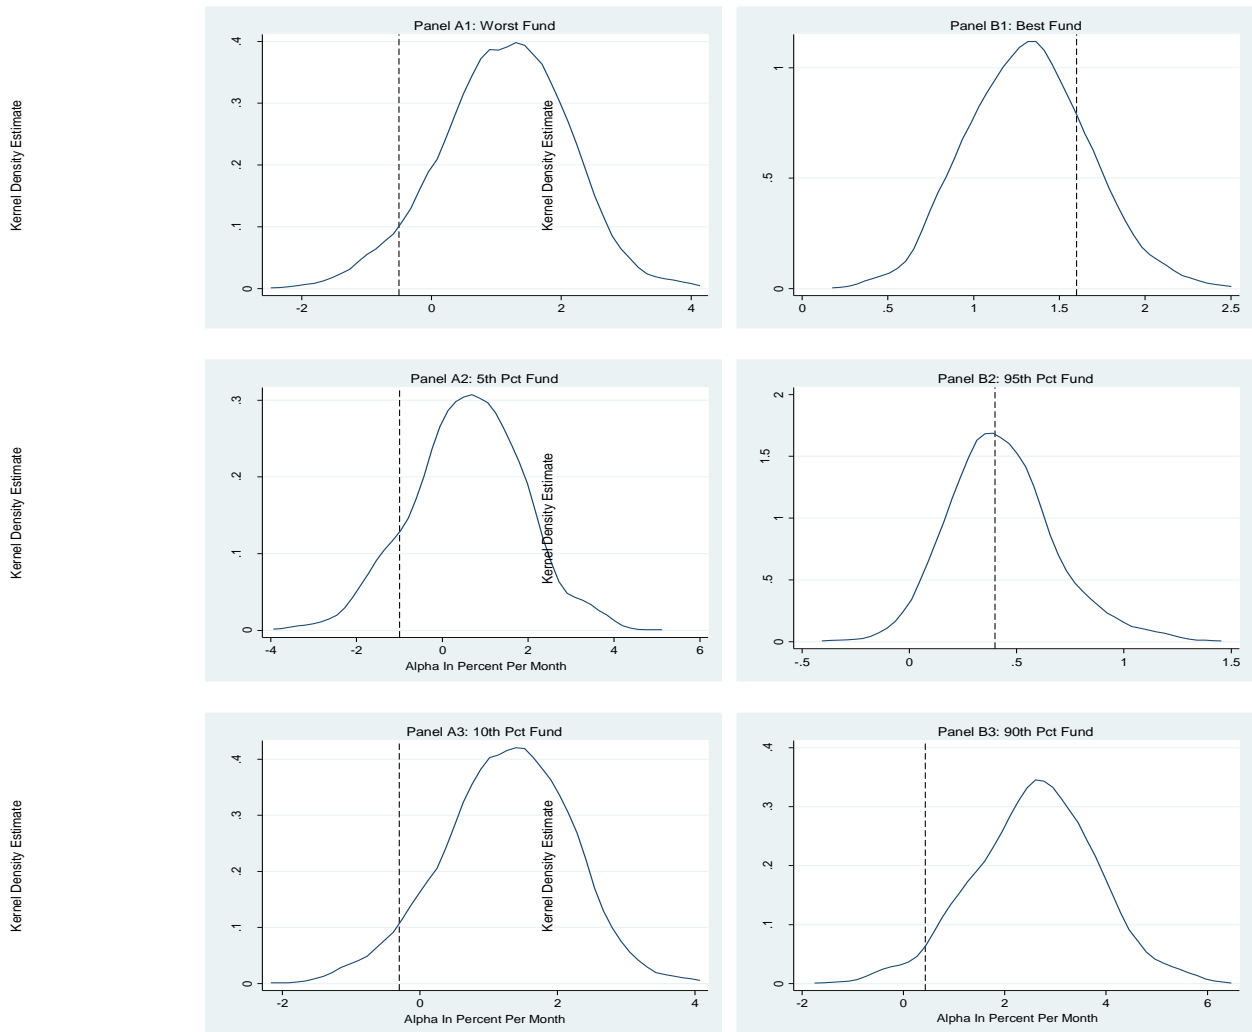 Panel A1: Worst Fund
Kernel Density Estimate
.4
.3
.2
.1
0
-2 0 2 4
Panel B1: Best Fund
Kernel Density Estimate
1
.5
0
0 .5 1 1.5 2 2.5
Panel A2: 5th Pct Fund
Kernel Density Estimate
.3
.2
.1
0
-4 -2 0 2 4 6
Alpha In Percent Per Month
Panel B2: 95th Pct Fund
Kernel Density Estimate
2
1.5
1
.5
0
-.5 0 .5 1 1.5
Panel A3: 10th Pct Fund
Kernel Density Estimate
.4
.3
.2
.1
0
-2 0 2 4
Alpha In Percent Per Month
Panel B3: 90th Pct Fund
Kernel Density Estimate
.4
.3
.2
.1
0
-2 0 2 4 6
Alpha In Percent Per Month